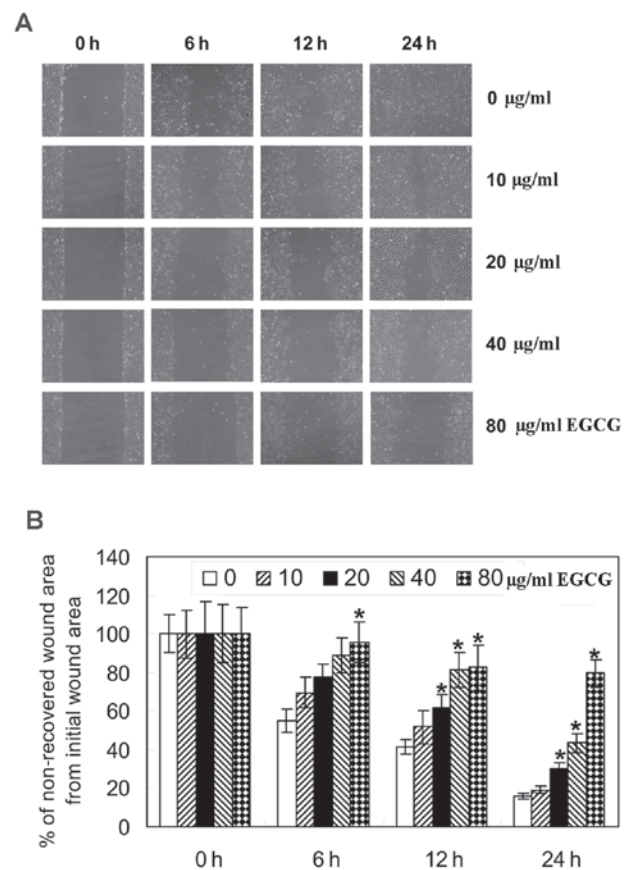 A
0 h 6 h 12 h 24 h
0 μg/ml
10 μg/ml
20 μg/ml
40 μg/ml
80 μg/ml EGCG
B
% of non-recovered wound area
from initial wound area
140
120
100
80
60
40
20
0
0 10 20 40 80 μg/ml EGCG
* * * * * * *
0 h 6 h 12 h 24 h